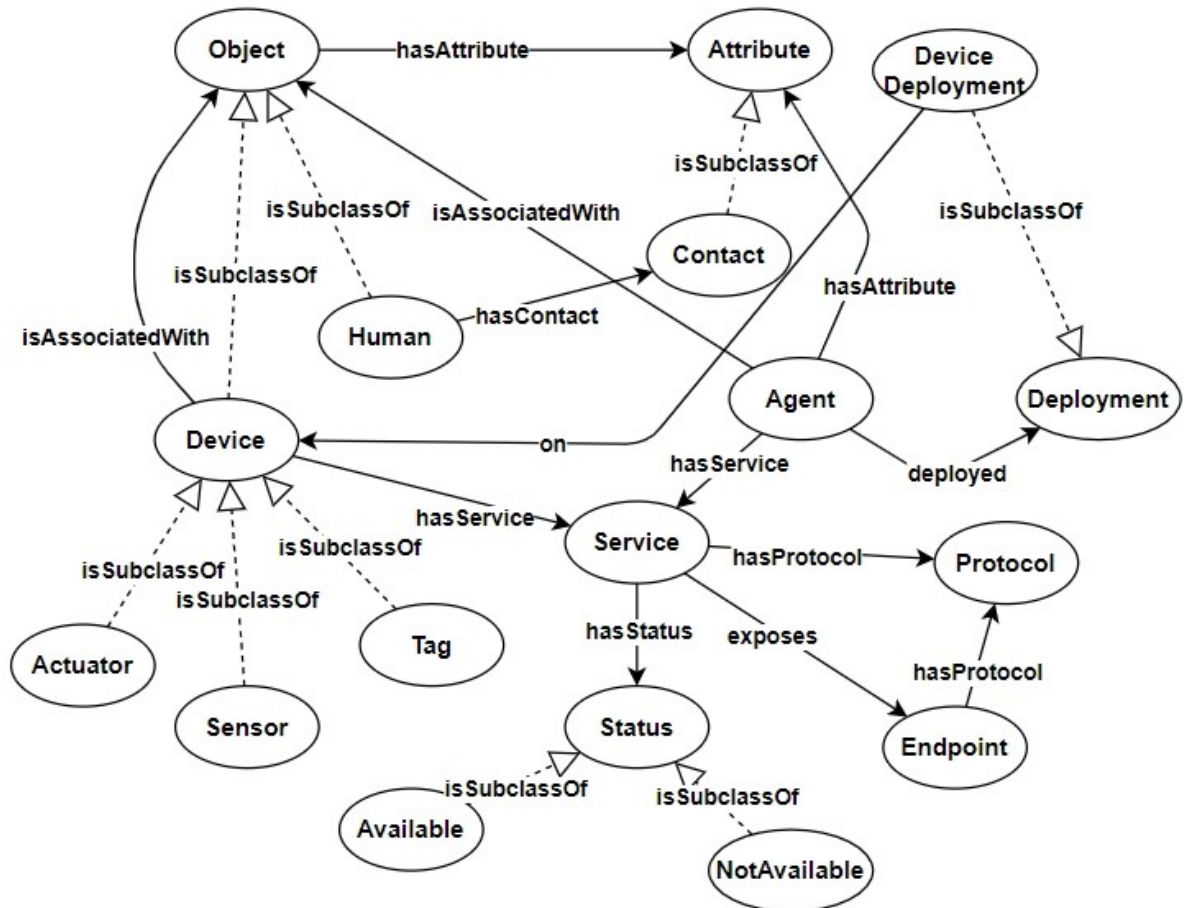 Object
hasAttribute
Attribute
Device
Deployment
isSubclassOf
isSubclassOf
isAssociatedWith
isSubclassOf
Contact
isSubclassOf
hasAttribute
hasContact
Human
isAssociatedWith
Agent
Deployment
Device
on
hasService
deployed
hasService
isSubclassOf
Service
hasProtocol
Protocol
isSubclassOf
isSubclassOf
hasStatus
exposes
Tag
Actuator
hasProtocol
Sensor
Status
Endpoint
isSubclassOf
isSubclassOf
Available
NotAvailable